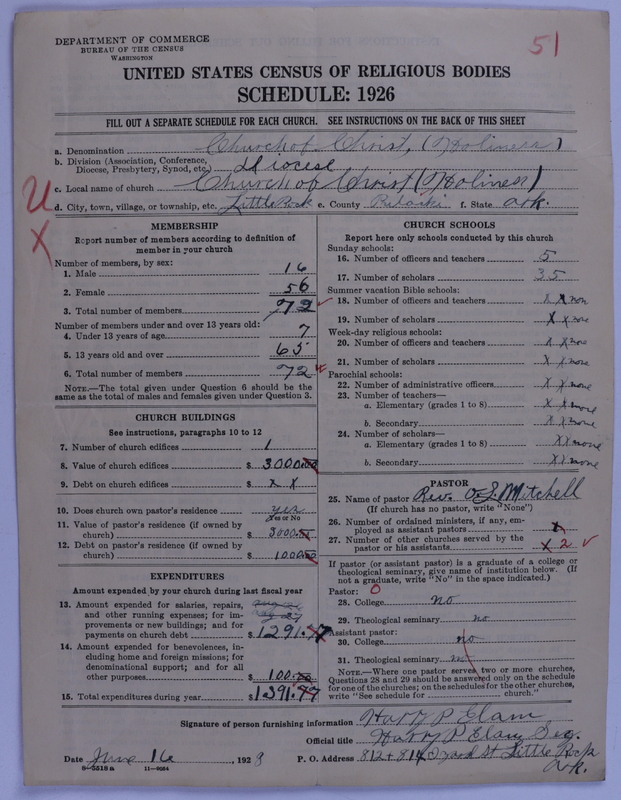 DEPARTMENT OF COMMERCE
BUREAU OF THE CENSUS
WASHINGTON
51
UNITED STATES CENSUS OF RELIGIOUS BODIES
SCHEDULE: 1926
FILL OUT A SEPARATE SCHEDULE FOR EACH CHURCH. SEE INSTRUCTIONS ON THE BACK OF THIS SHEET
a. Denomination Church of Christ, (Holiness)
b. Division (Association, Conference, Diocese, Presbytery, Synod, etc.) Diocese
c. Local name of church Church of Christ (Holiness)
d. City, town, village, or township, etc. Little Rock e. County Pulaski f. State Ark.
U
X
MEMBERSHIP
Report number of members according to definition of
member in your church
Number of members, by sex:
1. Male 16
2. Female 56
3. Total number of members 72
Number of members under and over 13 years old:
4. Under 13 years of age 7
5. 13 years old and over 65
6. Total number of members 72
NOTE.—The total given under Question 6 should be
same as the total of males and females given under Question 3.
CHURCH BUILDINGS
See instructions, paragraphs 10 to 12
7. Number of church edifices 1
8. Value of church edifices $ 3000.00
9. Debt on church edifices $ x x
10. Does church own pastor's residence yes
Yes or No
11. Value of pastor's residence (if owned by
church) $ 3000.00
12. Debt on pastor's residence (if owned by
church) $ 1000.00
EXPENDITURES
Amount expended by your church during last fiscal year
13. Amount expended for salaries, repairs,
and other running expenses; for im-
provements or new buildings; and for
payments on church debt $ 1291.77
14. Amount expended for benevolences, in-
cluding home and foreign missions; for
denominational support; and for all
other purposes $ 100.00
15. Total expenditures during year $ 1391.77
CHURCH SCHOOLS
Report here only schools conducted by this church
Sunday schools:
16. Number of officers and teachers 5
17. Number of scholars 35
Summer vacation Bible schools:
18. Number of officers and teachers x x non
19. Number of scholars x x none
Week-day religious schools:
20. Number of officers and teachers x x none
21. Number of scholars x x none
Parochial schools:
22. Number of administrative officers x x none
23. Number of teachers—
a. Elementary (grades 1 to 8) x x none
b. Secondary x x none
24. Number of scholars—
a. Elementary (grades 1 to 8) x x none
b. Secondary x x none
PASTOR
25. Name of pastor Rev. O. S. Mitchell
(If church has no pastor, write "None")
26. Number of ordained ministers, if any, em-
ployed as assistant pastors x
27. Number of other churches served by the
pastor or his assistants x 2
If pastor (or assistant pastor) is a graduate of a college or
theological seminary, give name of institution below. (If
not a graduate, write "No" in the space indicated.)
Pastor: 0
28. College no
29. Theological seminary no
Assistant pastor:
30. College no
31. Theological seminary no
NOTE.—Where one pastor serves two or more churches,
Questions 28 and 29 should be answered only on the schedule
for one of the churches; on the schedules for the other churches,
write "See schedule for church."
Signature of person furnishing information Harry P Elam
Official title Harry P Elam Sec.
Date June 16, 1928 P. O. Address 812 + 814 St Little Rock
Ark.
8—5518a 11—9034